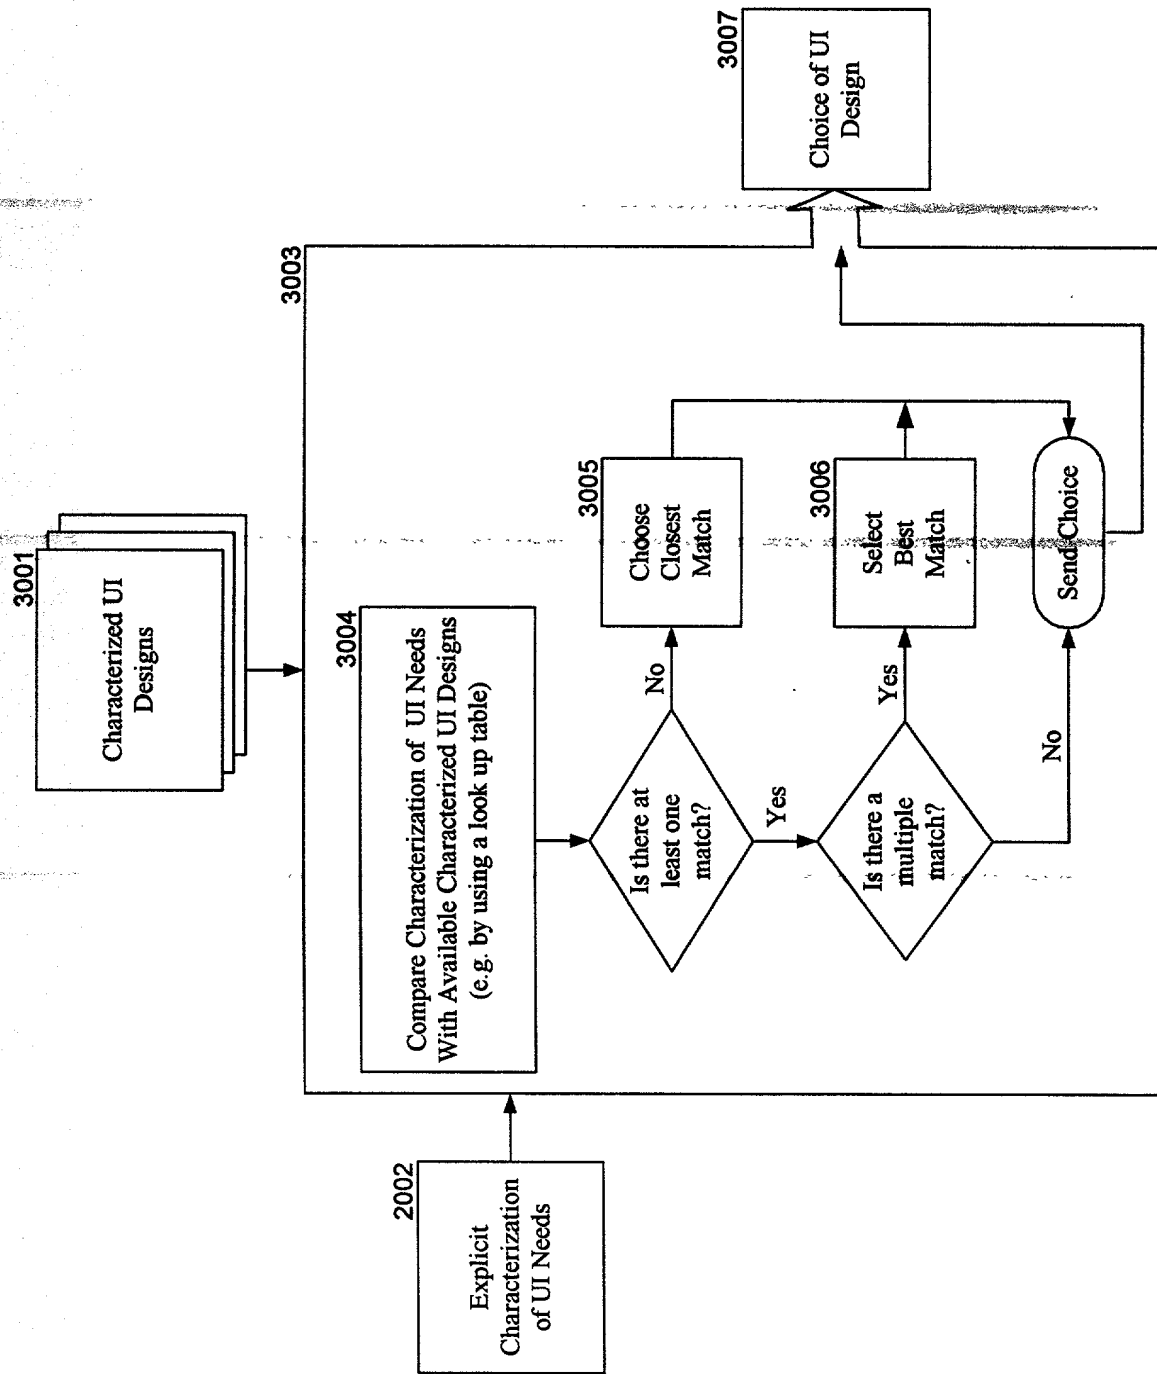 3001
Characterized UI
Designs
2002
Explicit
Characterization
of UI Needs
3003
3004
Compare Characterization of UI Needs
With Available Characterized UI Designs
(e.g. by using a look up table)
Is there at
least one
match?
No
3005
Choose
Closest
Match
Yes
Is there a
multiple
match?
Yes
3006
Select
Best
Match
No
Send Choice
3007
Choice of UI
Design